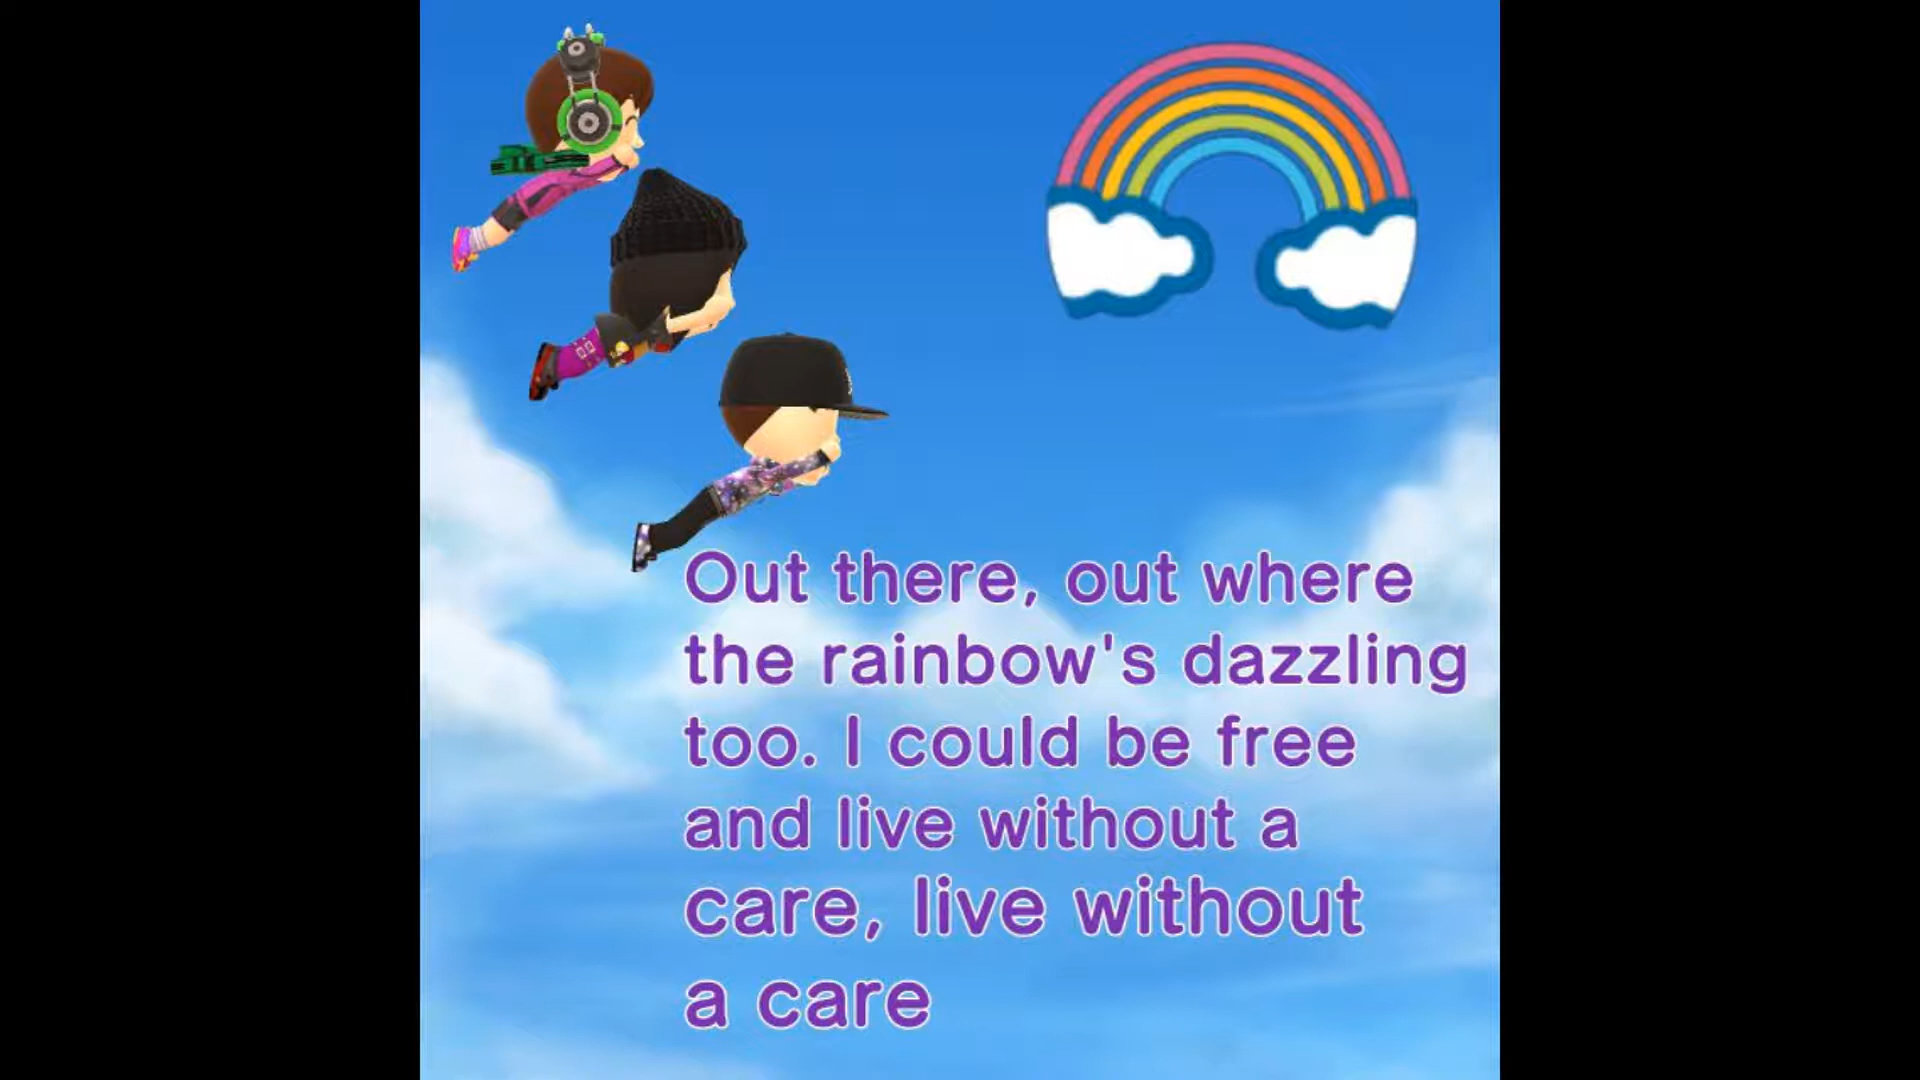 Out there, out where
the rainbow's dazzling
too. I could be free
and live without a
care, live without
a care